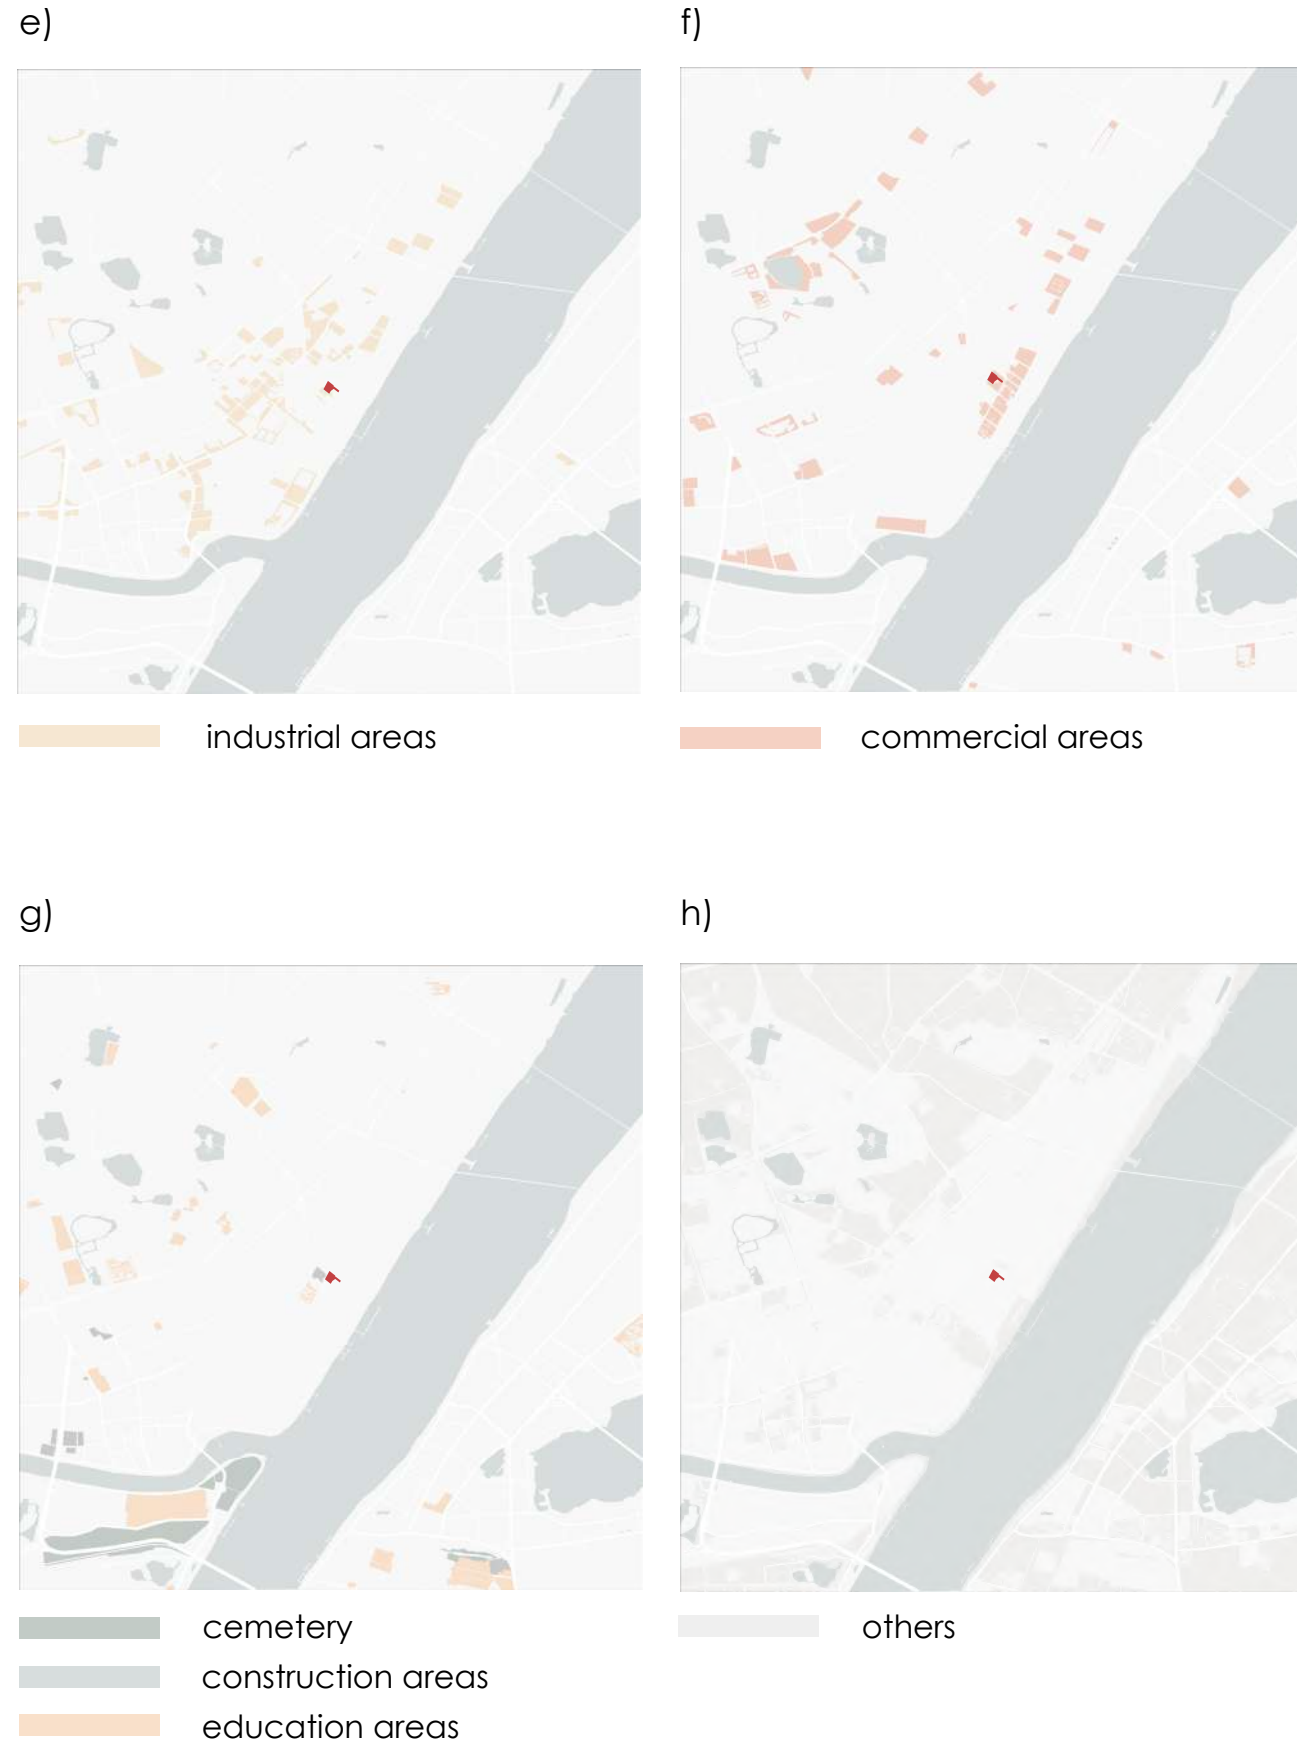 e)
f)
industrial areas
commercial areas
g)
h)
cemetery
construction areas
education areas
others